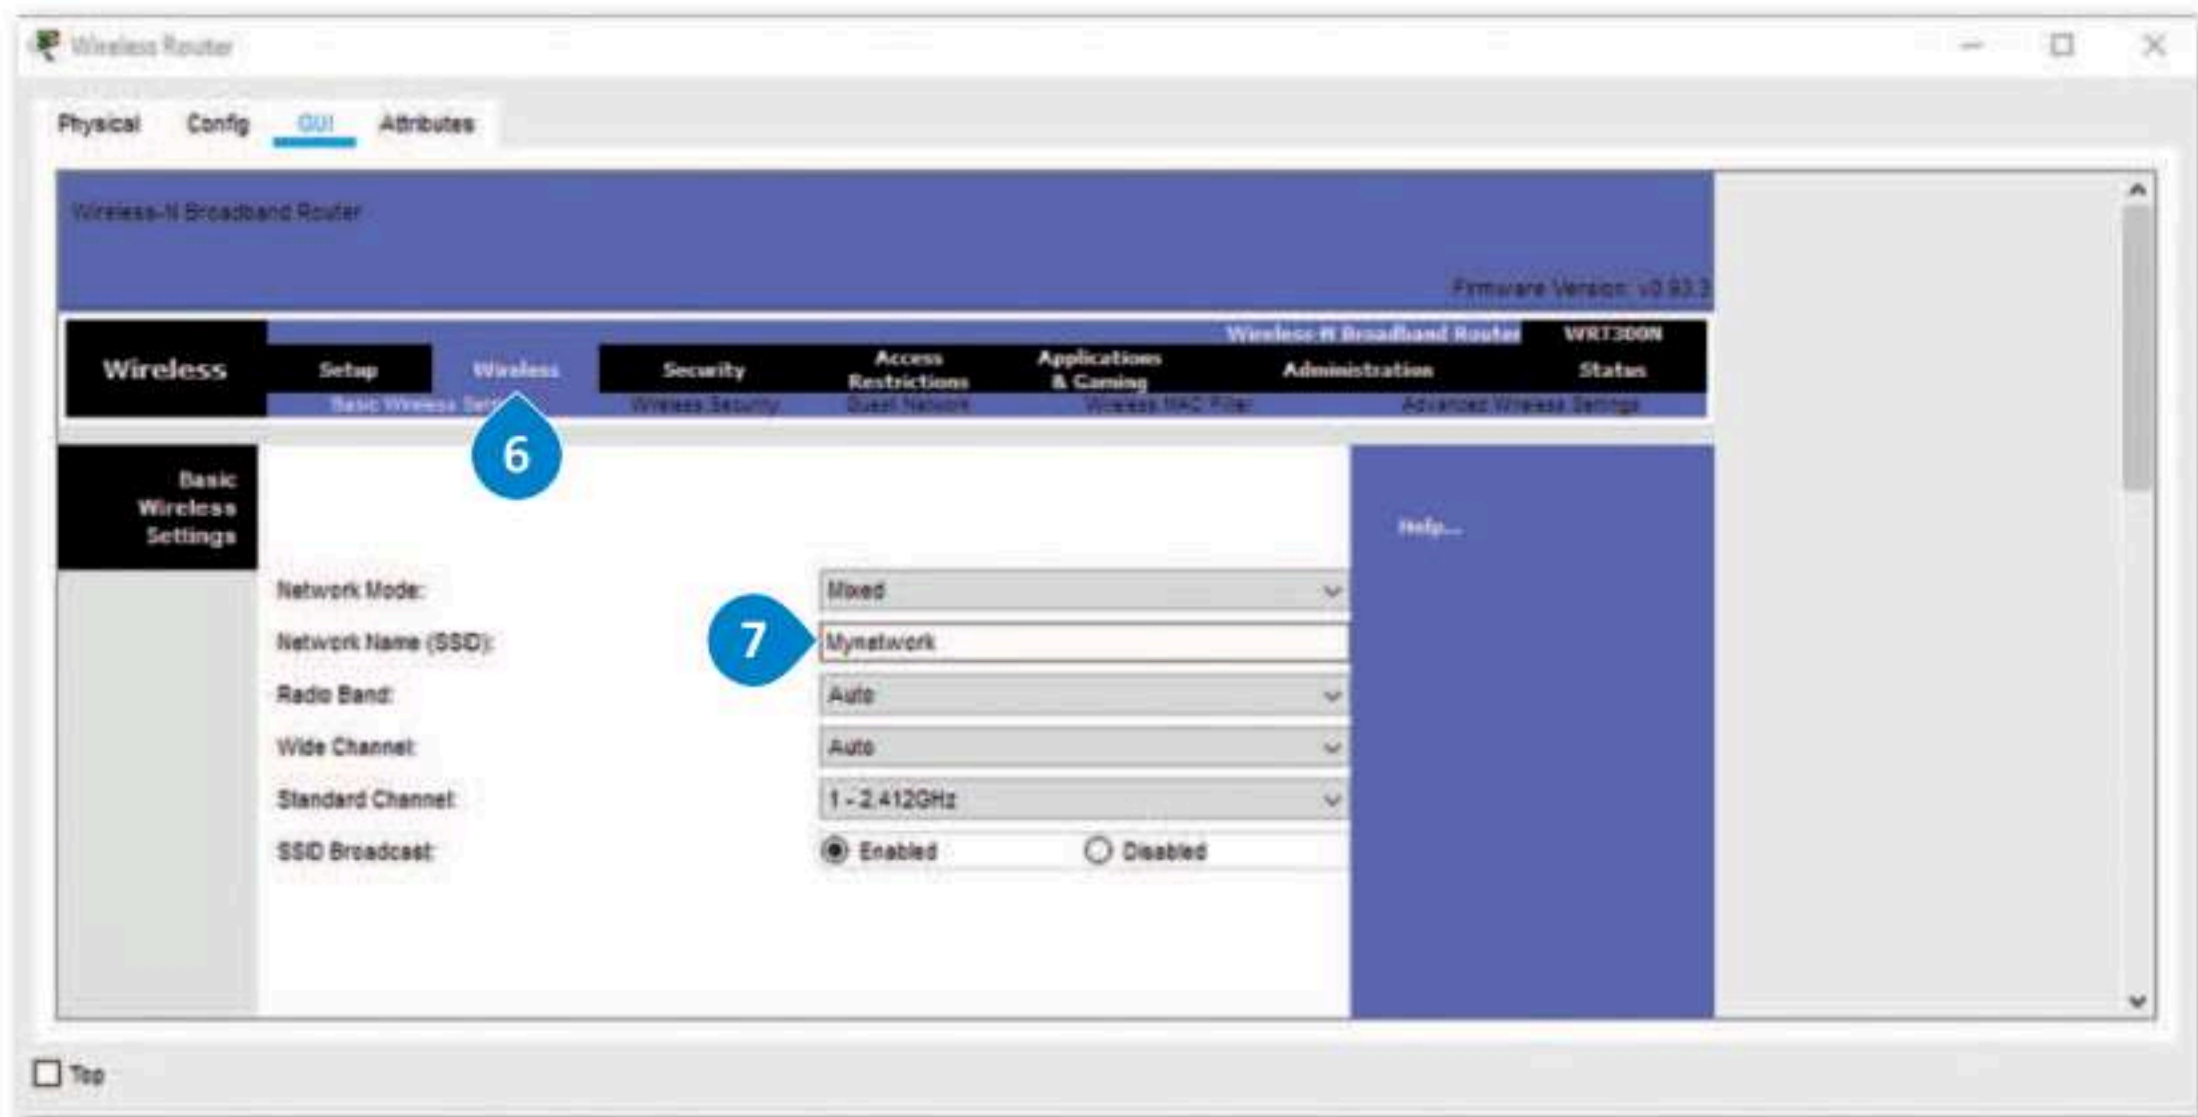 Wireless Router
Physical Config GUI Attributes
Wireless-N Broadband Router
Firmware Version: v0.93.3
Wireless-N Broadband Router WRT300N
Wireless Setup Wireless Security Access Restrictions Applications & Gaming Administration Status
Basic Wireless Wireless Security Guest Network Wireless MAC Filter Advanced Wireless Settings
6
Basic
Wireless
Settings
Help...
Network Mode: Mixed
Network Name (SSID): 7 Mynetwork
Radio Band: Auto
Wide Channel: Auto
Standard Channel: 1 - 2.412GHz
SSID Broadcast: Enabled Disabled
Top